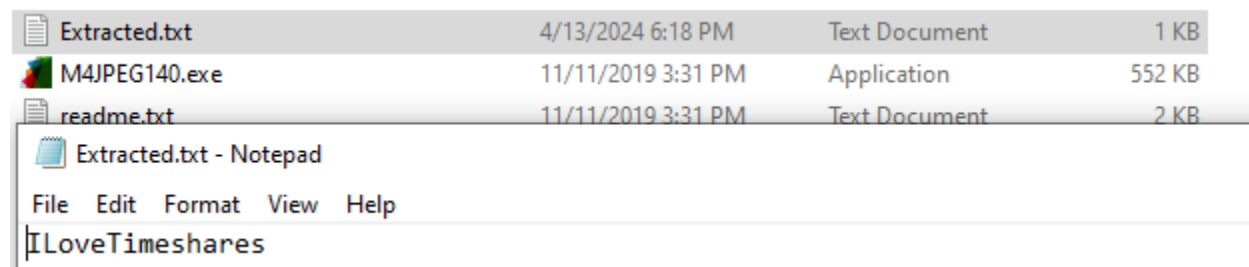 Extracted.txt 4/13/2024 6:18 PM Text Document 1 KB
M4JPEG140.exe 11/11/2019 3:31 PM Application 552 KB
readme.txt 11/11/2019 3:31 PM Text Document 2 KB
Extracted.txt - Notepad
File Edit Format View Help
ILoveTimeshares